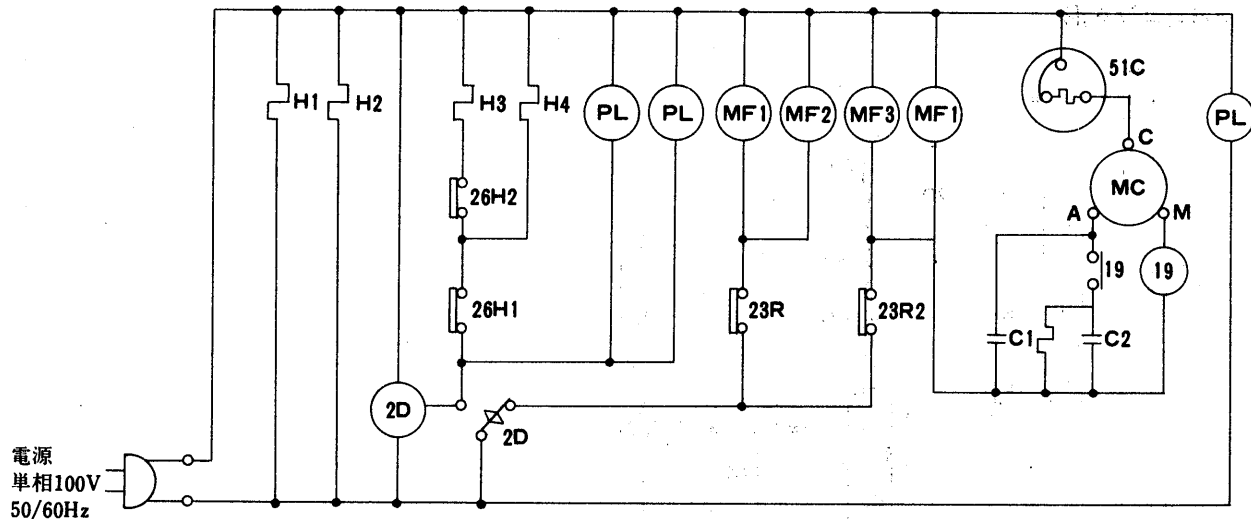 H1
H2
H3
H4
PL
PL
MF1
MF2
MF3
MF1
51C
PL
C
MC
A
M
26H2
26H1
23R
23R2
19
19
C1
C2
2D
2D
電源
単相100V
50/60Hz